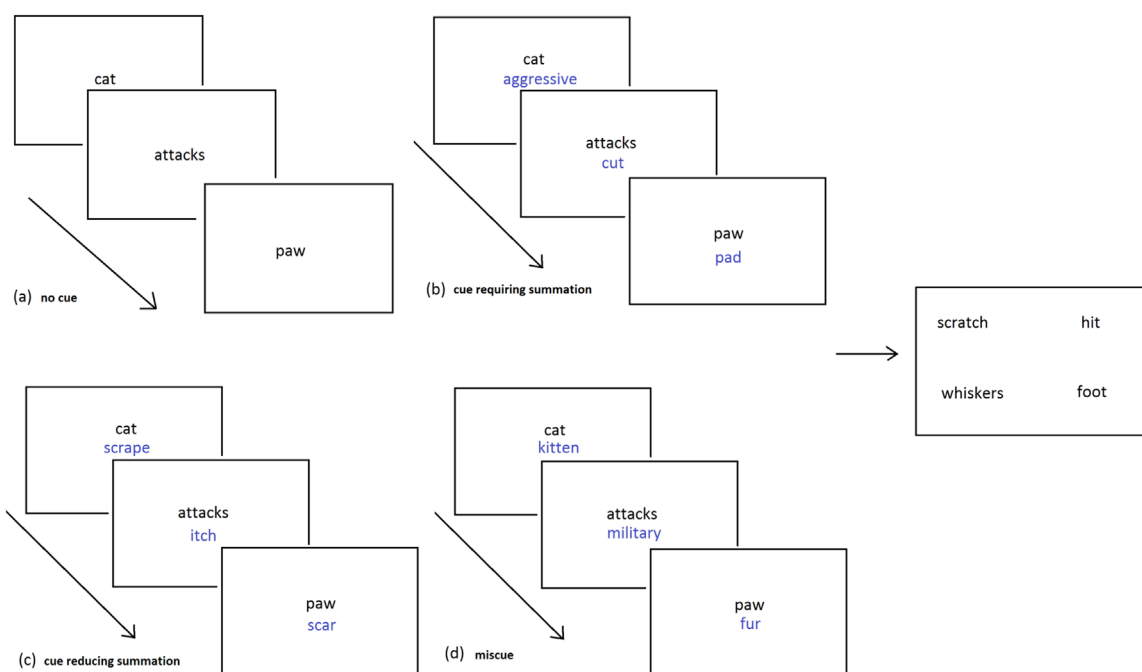 cat
attacks
paw
(a) no cue
cat
aggressive
attacks
cut
paw
pad
(b) cue requiring summation
cat
scrape
attacks
itch
paw
scar
(c) cue reducing summation
cat
kitten
attacks
military
paw
fur
(d) miscue
scratch hit
whiskers foot